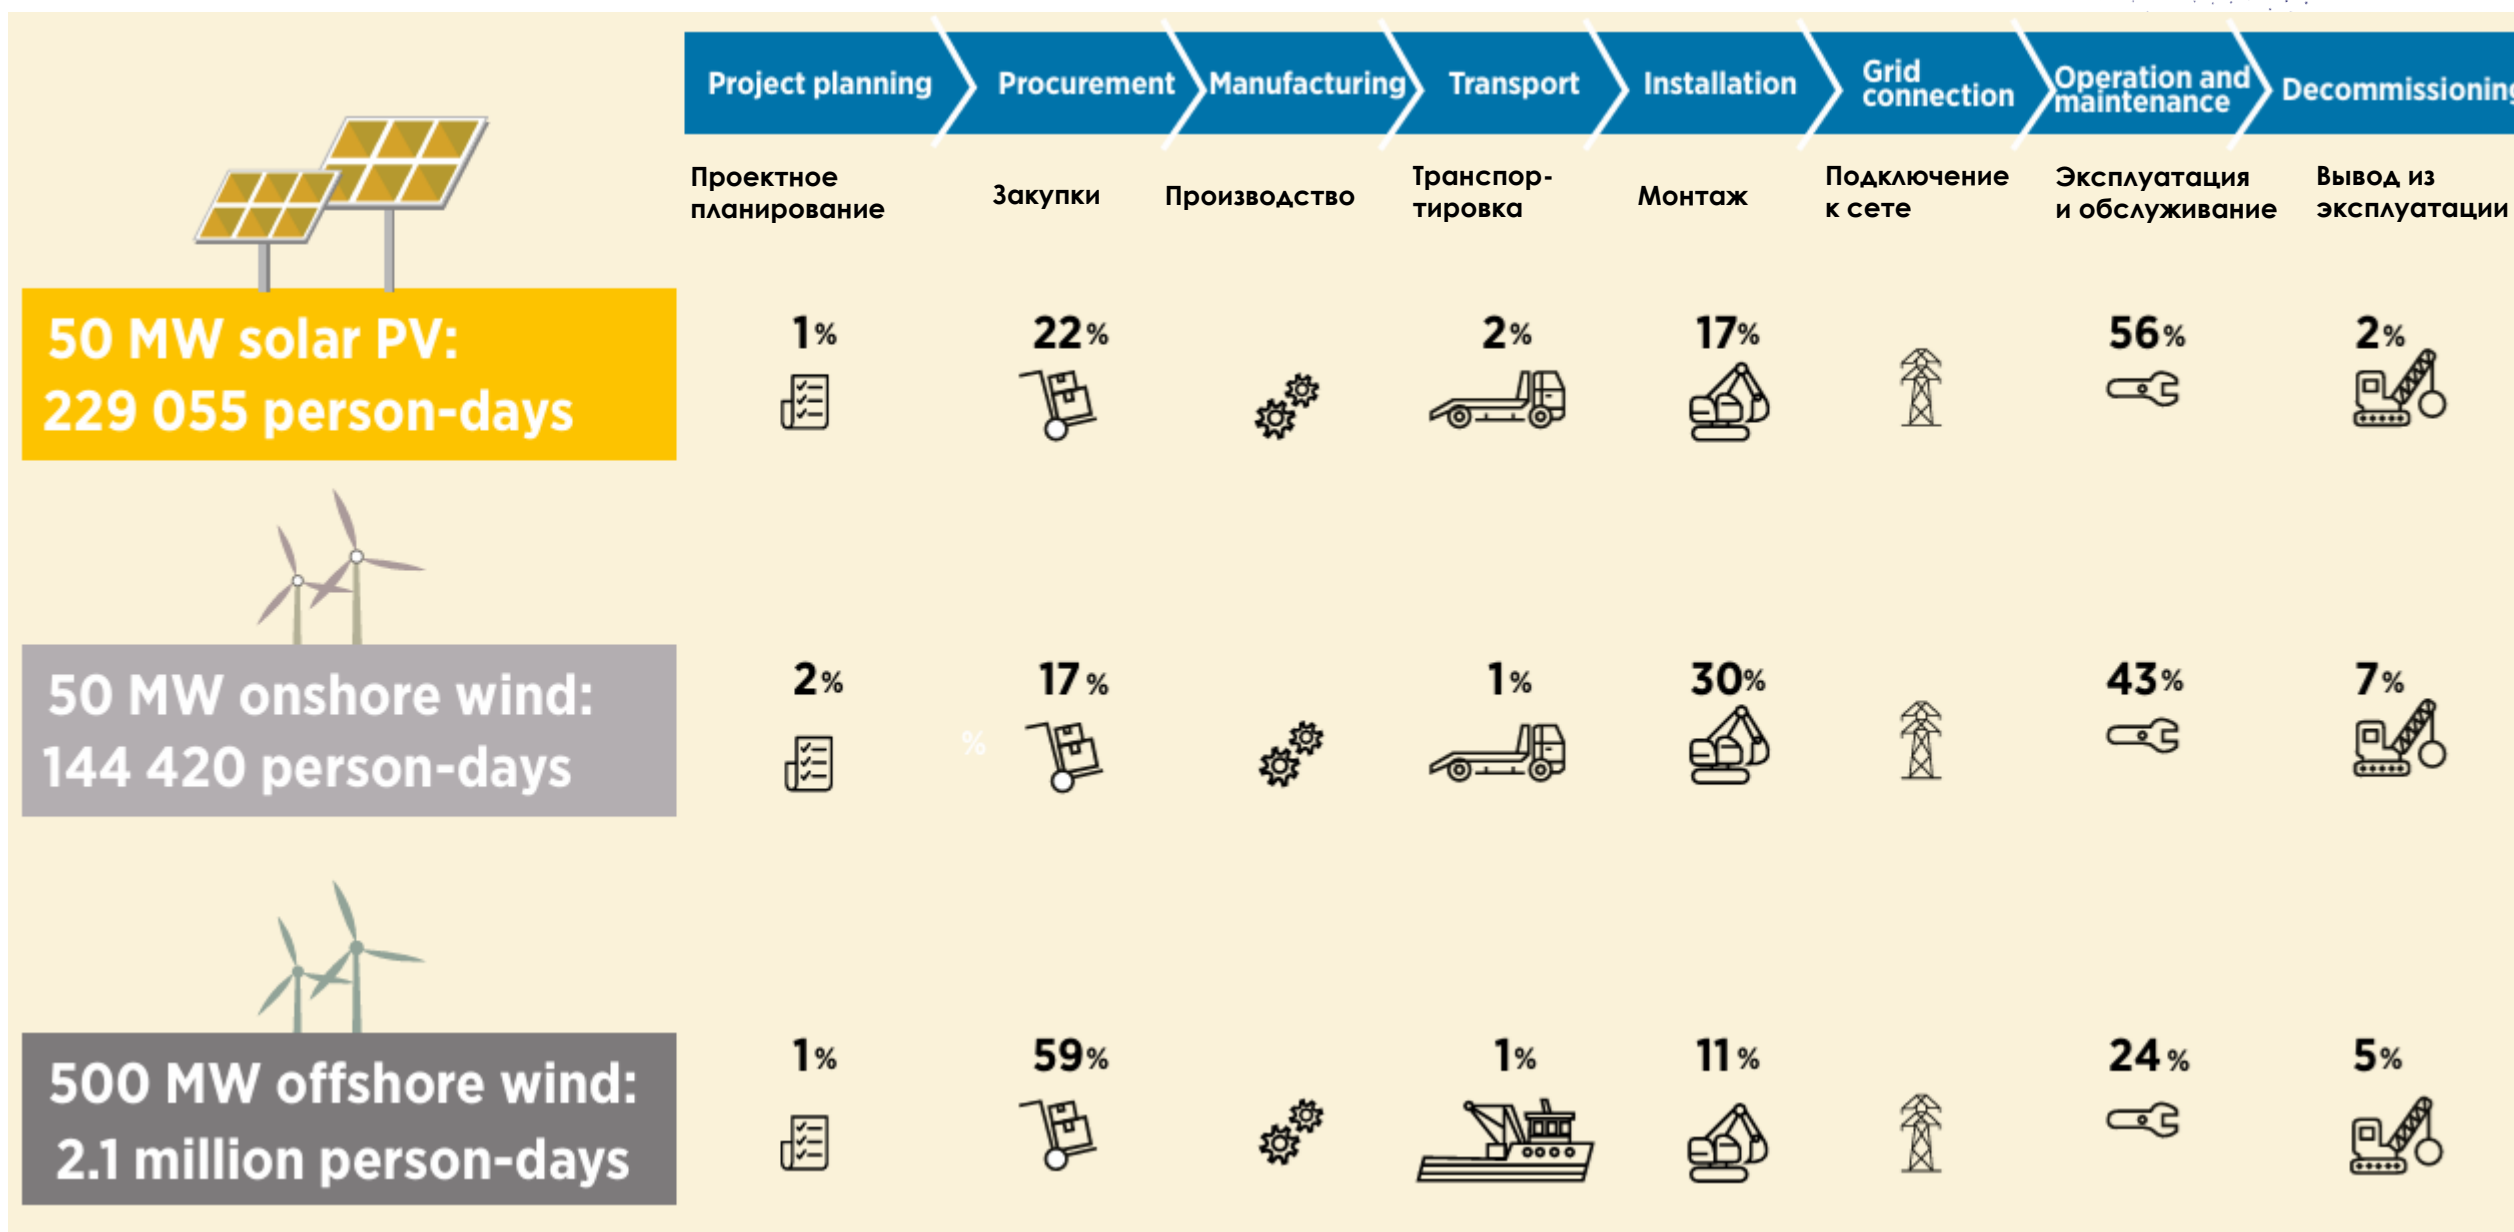 Project planning
Procurement
Manufacturing
Transport
Installation
Grid
connection
Operation and
maintenance
Decommissioning
Проектное
планирование
Закупки
Производство
Транспор-
тировка
Монтаж
Подключение
к сете
Эксплуатация
и обслуживание
Вывод из
эксплуатации
50 MW solar PV:
229 055 person-days
1%
22%
2%
17%
56%
2%
50 MW onshore wind:
144 420 person-days
2%
17%
%
1%
30%
43%
7%
500 MW offshore wind:
2.1 million person-days
1%
59%
1%
11%
24%
5%